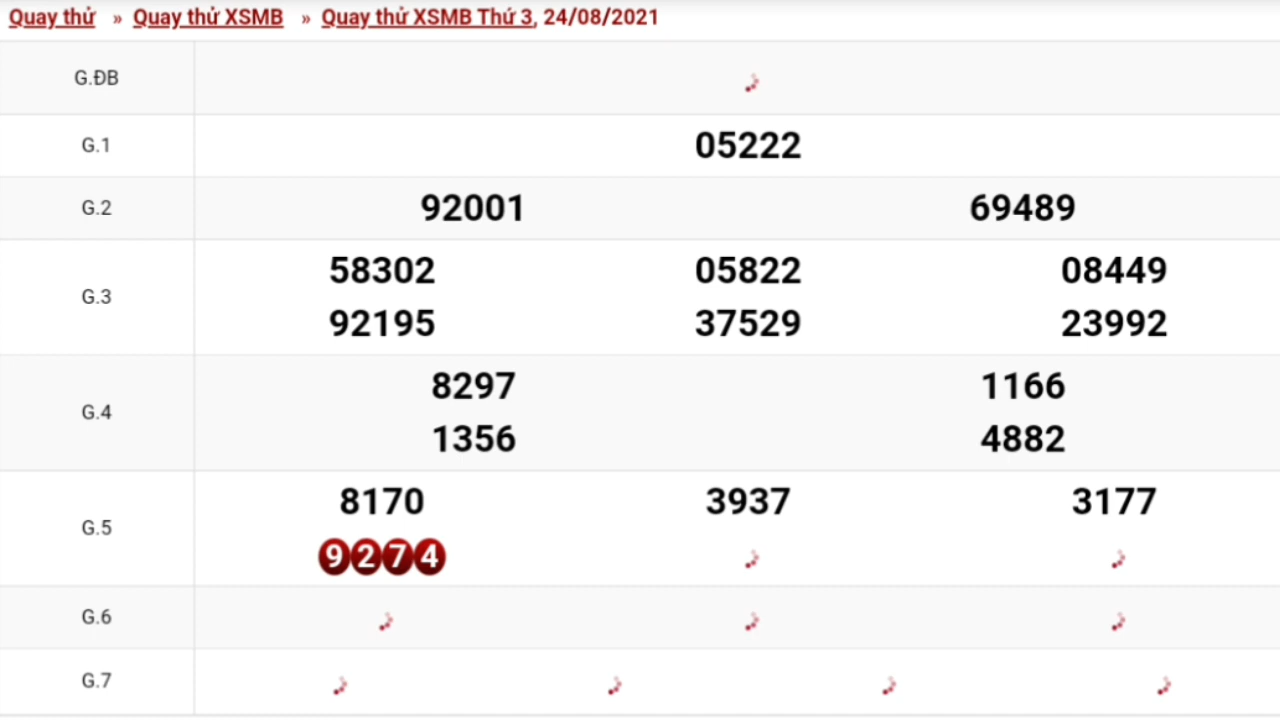 Quay thử » Quay thử XSMB » Quay thử XSMB Thứ 3, 24/08/2021
G.ĐB
G.1 05222
G.2 92001 69489
G.3 58302 05822 08449
92195 37529 23992
G.4 8297 1166
1356 4882
G.5 8170 3937 3177
9274
G.6
G.7